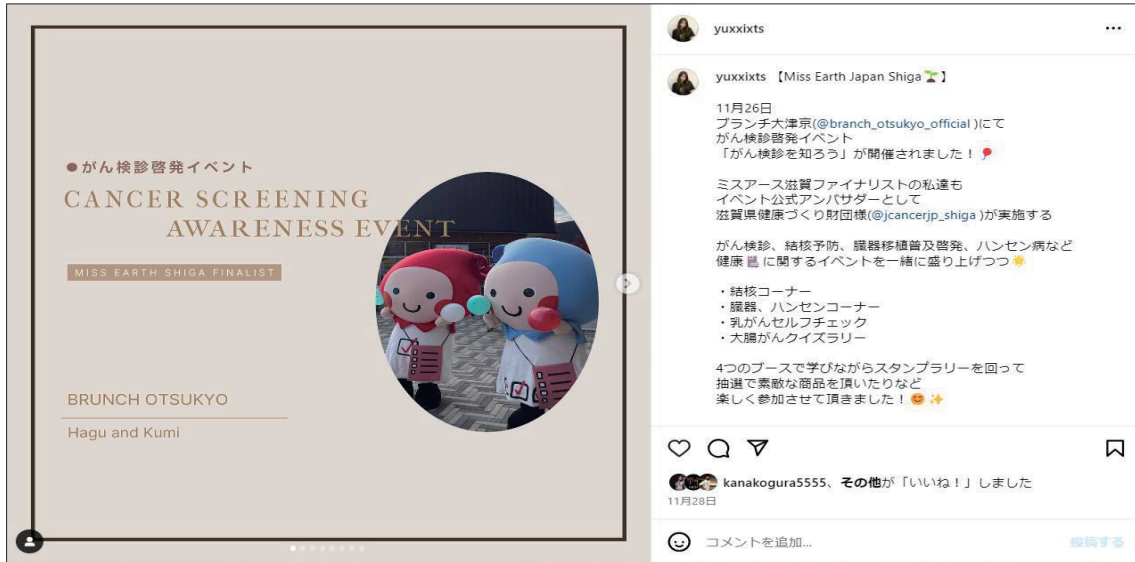 ●がん検診啓発イベント
CANCER SCREENING
AWARENESS EVENT
MISS EARTH SHIGA FINALIST
BRUNCH OTSUKYO
Hagu and Kumi
yuxxixts
yuxxixts 【Miss Earth Japan Shiga🌱】
11月26日
ブランチ大津京(@branch_otsukyo_official )にて
がん検診啓発イベント
「がん検診を知ろう」が開催されました！🎈
ミスアース滋賀ファイナリストの私達も
イベント公式アンバサダーとして
滋賀県健康づくり財団様(@jcancerjp_shiga )が実施する
がん検診、結核予防、臓器移植普及啓発、ハンセン病など
健康に関するイベントを一緒に盛り上げつつ☀️
・結核コーナー
・臓器、ハンセンコーナー
・乳がんセルフチェック
・大腸がんクイズラリー
4つのブースで学びながらスタンプラリーを回って
抽選で素敵な商品を頂いたりなど
楽しく参加させて頂きました！😊✨
kanakogura5555、その他が「いいね！」しました
11月28日
コメントを追加...
投稿する